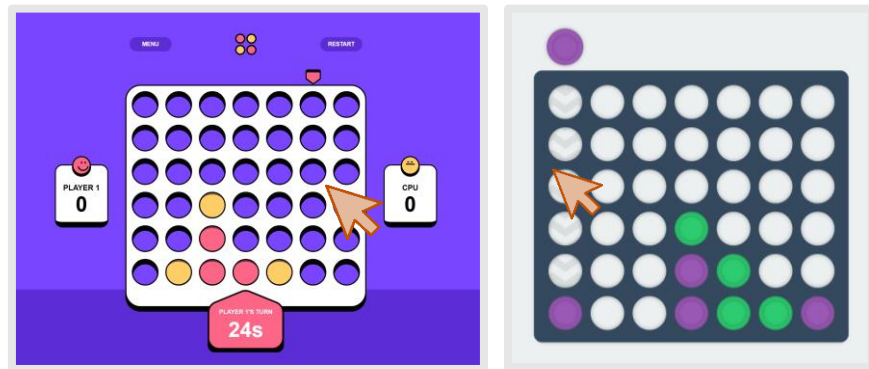 MENU
RESTART
PLAYER 1
0
CPU
0
PLAYER 1'S TURN
24s